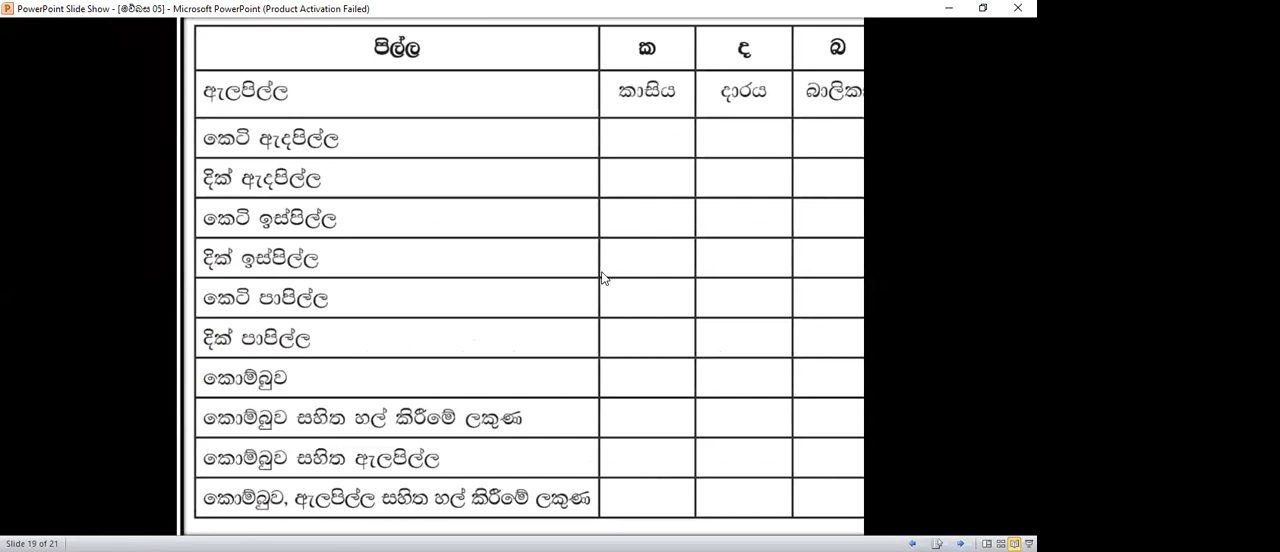 PowerPoint Slide Show - [මව්බස 05] - Microsoft PowerPoint (Product Activation Failed)
පිල්ල ක ද බ
ඇලපිල්ල කාසිය දාරය බාලික
කෙටි ඇදපිල්ල
දික් ඇදපිල්ල
කෙටි ඉස්පිල්ල
දික් ඉස්පිල්ල
කෙටි පාපිල්ල
දික් පාපිල්ල
කොම්බුව
කොම්බුව සහිත හල් කිරීමේ ලකුණ
කොම්බුව සහිත ඇලපිල්ල
කොම්බුව, ඇලපිල්ල සහිත හල් කිරීමේ ලකුණ
Slide 19 of 21